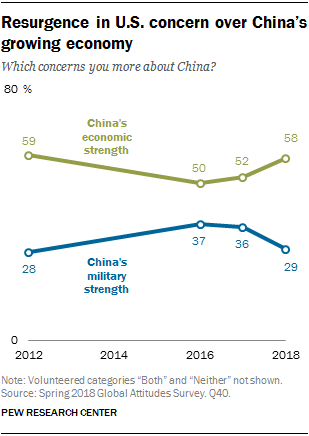 Resurgence in U.S. concern over China's
growing economy
Which concerns you more about China?
80 %
China's
economic
strength
59
50
52
58
37
36
28
29
China's
military
strength
0
2012
2014
2016
2018
Note: Volunteered categories “Both” and “Neither” not shown.
Source: Spring 2018 Global Attitudes Survey. Q40.
PEW RESEARCH CENTER